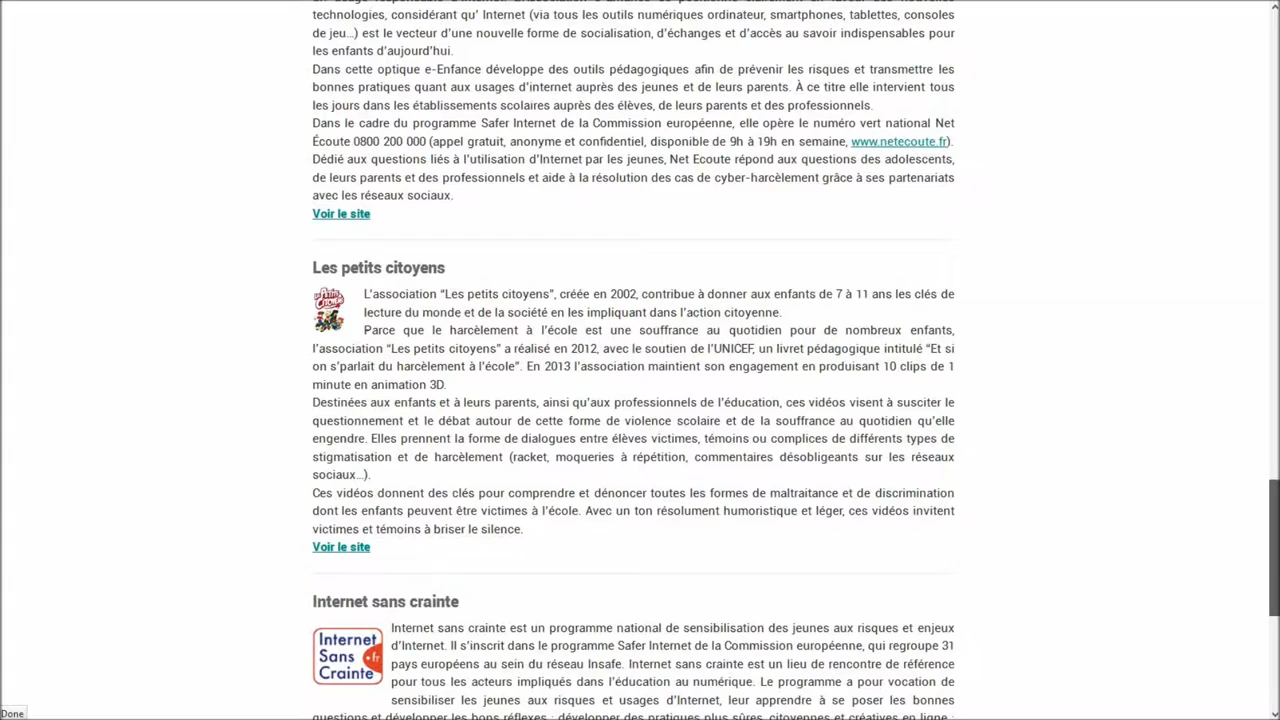 technologies, considérant qu' Internet (via tous les outils numériques ordinateur, smartphones, tablettes, consoles
de jeu...) est le vecteur d'une nouvelle forme de socialisation, d'échanges et d'accès au savoir indispensables pour
les enfants d'aujourd'hui.
Dans cette optique e-Enfance développe des outils pédagogiques afin de prévenir les risques et transmettre les
bonnes pratiques quant aux usages d'internet auprès des jeunes et de leurs parents. À ce titre elle intervient tous
les jours dans les établissements scolaires auprès des élèves, de leurs parents et des professionnels.
Dans le cadre du programme Safer Internet de la Commission européenne, elle opère le numéro vert national Net
Écoute 0800 200 000 (appel gratuit, anonyme et confidentiel, disponible de 9h à 19h en semaine, www.netecoute.fr).
Dédié aux questions liés à l'utilisation d'Internet par les jeunes, Net Ecoute répond aux questions des adolescents,
de leurs parents et des professionnels et aide à la résolution des cas de cyber-harcèlement grâce à ses partenariats
avec les réseaux sociaux.
Voir le site
Les petits citoyens
L'association "Les petits citoyens", créée en 2002, contribue à donner aux enfants de 7 à 11 ans les clés de
lecture du monde et de la société en les impliquant dans l'action citoyenne.
Parce que le harcèlement à l'école est une souffrance au quotidien pour de nombreux enfants,
l'association "Les petits citoyens" a réalisé en 2012, avec le soutien de l'UNICEF, un livret pédagogique intitulé "Et si
on s'parlait du harcèlement à l'école". En 2013 l'association maintient son engagement en produisant 10 clips de 1
minute en animation 3D.
Destinées aux enfants et à leurs parents, ainsi qu'aux professionnels de l'éducation, ces vidéos visent à susciter le
questionnement et le débat autour de cette forme de violence scolaire et de la souffrance au quotidien qu'elle
engendre. Elles prennent la forme de dialogues entre élèves victimes, témoins ou complices de différents types de
stigmatisation et de harcèlement (racket, moqueries à répétition, commentaires désobligeants sur les réseaux
sociaux...).
Ces vidéos donnent des clés pour comprendre et dénoncer toutes les formes de maltraitance et de discrimination
dont les enfants peuvent être victimes à l'école. Avec un ton résolument humoristique et léger, ces vidéos invitent
victimes et témoins à briser le silence.
Voir le site
Internet sans crainte
Internet
Sans
Crainte
.fr
Internet sans crainte est un programme national de sensibilisation des jeunes aux risques et enjeux
d'Internet. Il s'inscrit dans le programme Safer Internet de la Commission européenne, qui regroupe 31
pays européens au sein du réseau Insafe. Internet sans crainte est un lieu de rencontre de référence
pour tous les acteurs impliqués dans l'éducation au numérique. Le programme a pour vocation de
sensibiliser les jeunes aux risques et usages d'Internet, leur apprendre à se poser les bonnes
questions et développer les bons réflexes : développer des pratiques plus sûres, citoyennes et créatives en ligne ;
Done